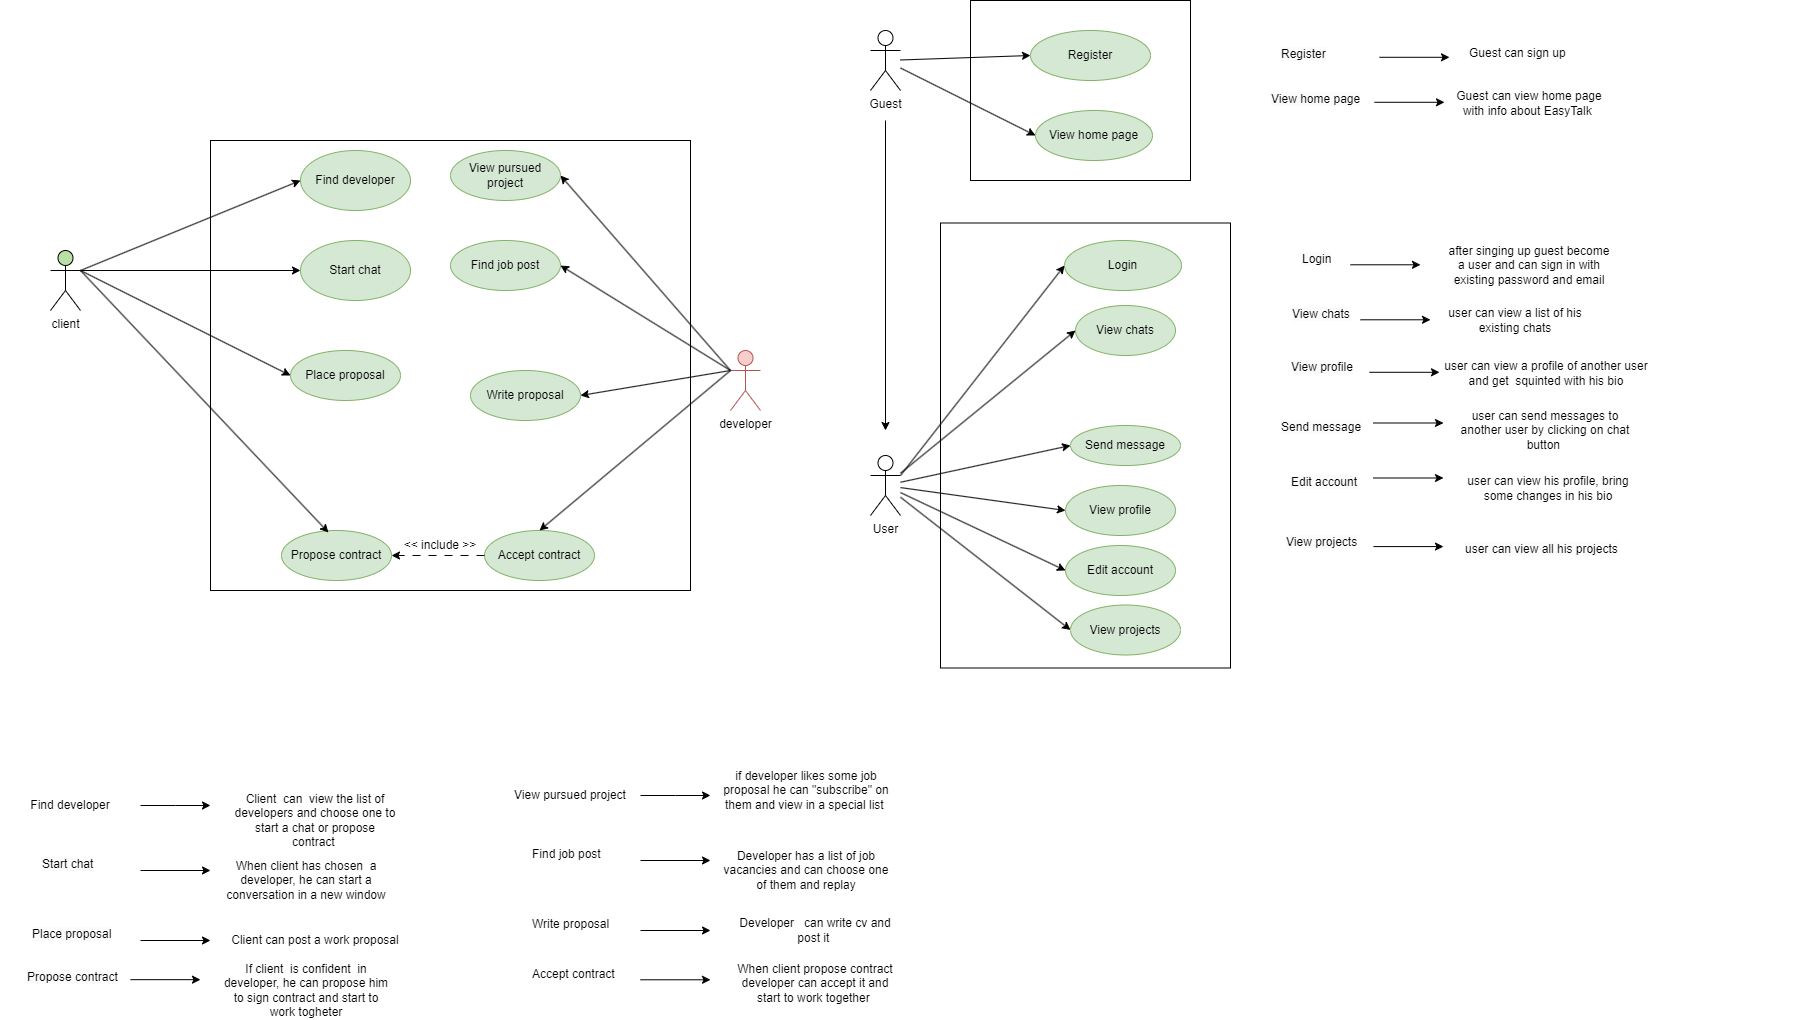 Guest
Register
View home page
Register
Guest can sign up
View home page
Guest can view home page
with info about EasyTalk
client
Find developer
View pursued
project
Start chat
Find job post
Place proposal
Write proposal
developer
Propose contract
<< include >>
Accept contract
User
Login
View chats
Send message
View profile
Edit account
View projects
Login
after singing up guest become
a user and can sign in with
existing password and email
View chats
user can view a list of his
existing chats
View profile
user can view a profile of another user
and get squinted with his bio
Send message
user can send messages to
another user by clicking on chat
button
Edit account
user can view his profile, bring
some changes in his bio
View projects
user can view all his projects
Find developer
Client can view the list of
developers and choose one to
start a chat or propose
contract
Start chat
When client has chosen a
developer, he can start a
conversation in a new window
Place proposal
Client can post a work proposal
Propose contract
If client is confident in
developer, he can propose him
to sign contract and start to
work togheter
View pursued project
if developer likes some job
proposal he can "subscribe" on
them and view in a special list
Find job post
Developer has a list of job
vacancies and can choose one
of them and replay
Write proposal
Developer can write cv and
post it
Accept contract
When client propose contract
developer can accept it and
start to work together